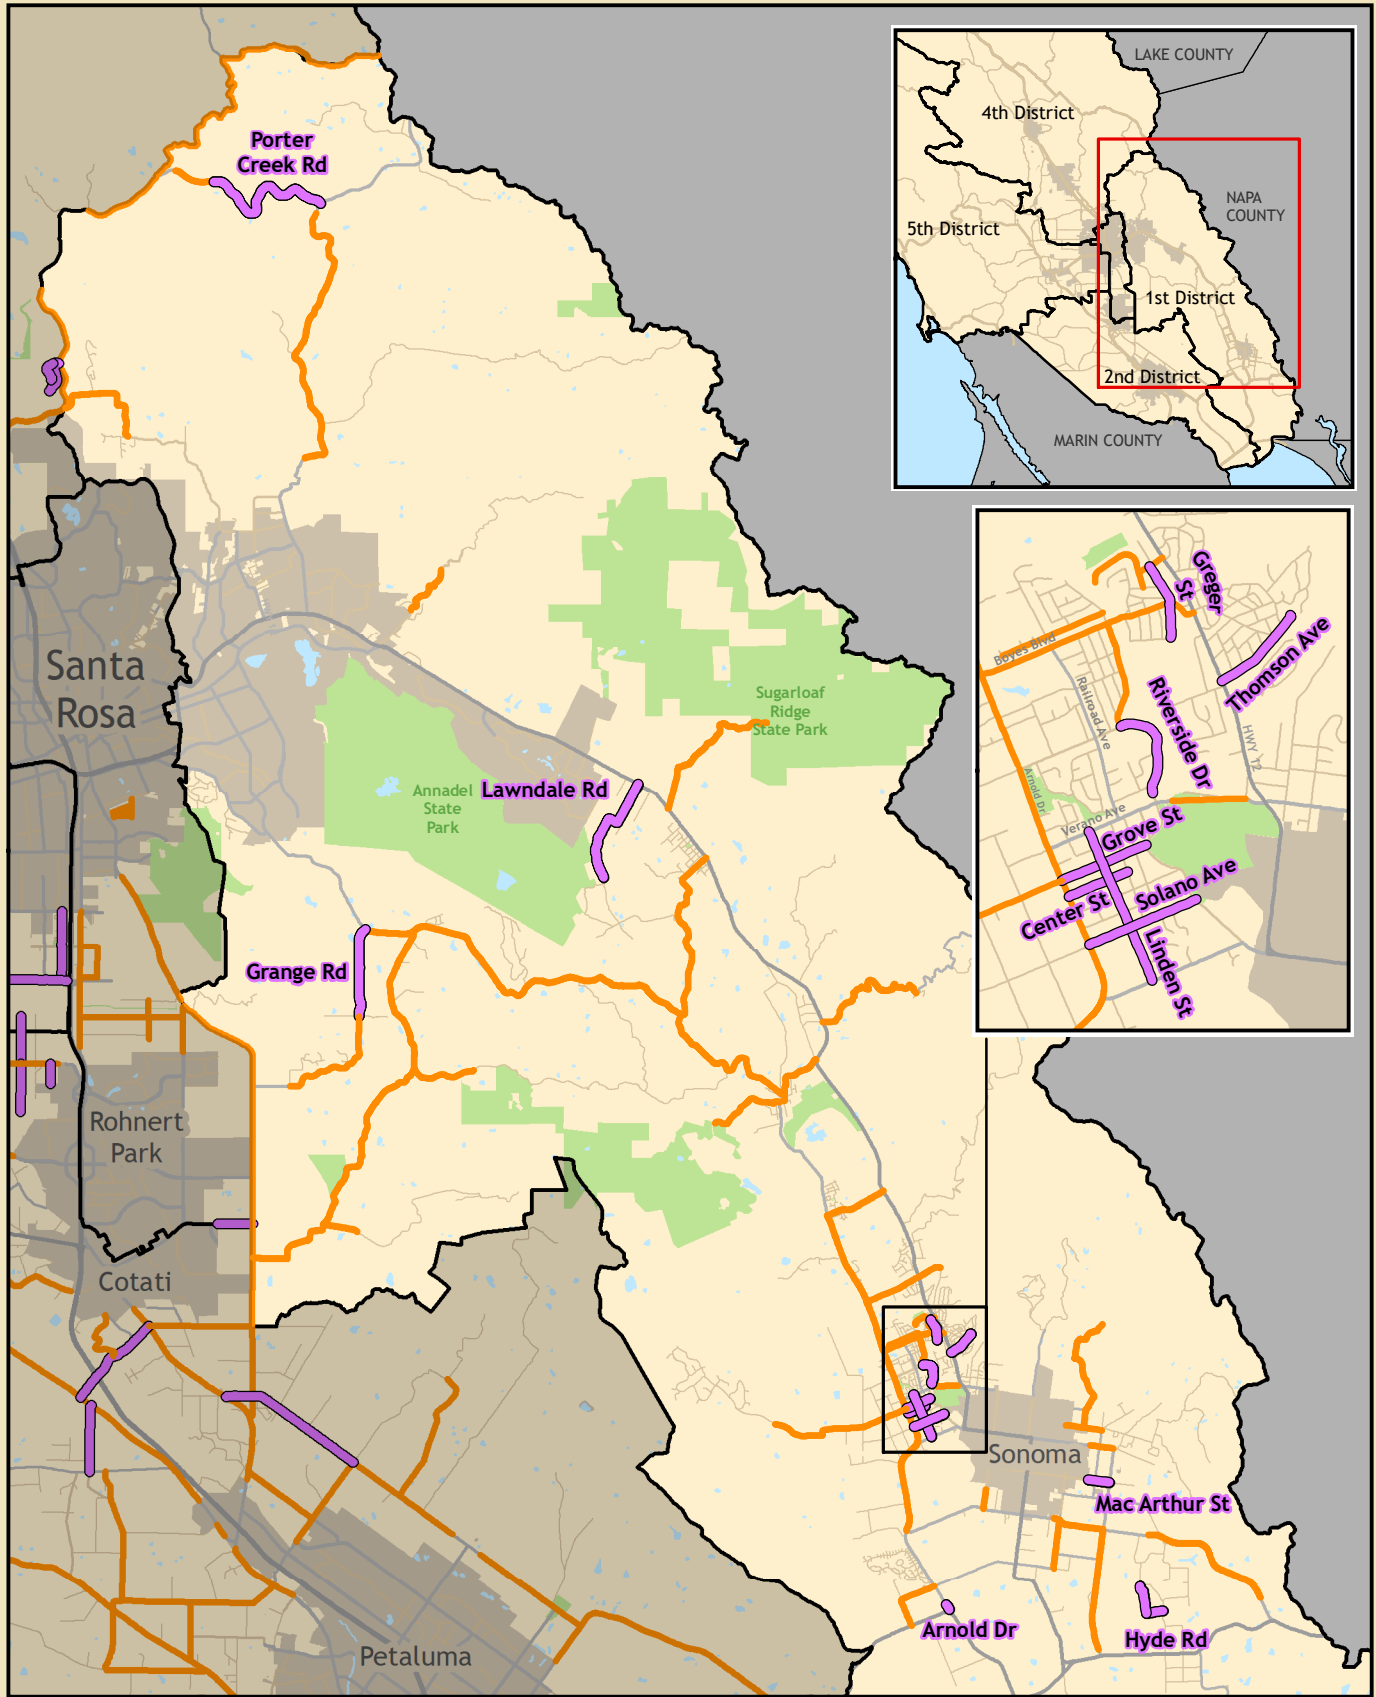 Porter
Creek Rd
Santa
Rosa
Sugarloaf
Ridge
State Park
Annadel
State
Park
Lawndale Rd
Grange Rd
Rohnert
Park
Cotati
Sonoma
Mac Arthur St
Arnold Dr
Hyde Rd
Petaluma
LAKE COUNTY
4th District
NAPA
COUNTY
5th District
1st District
2nd District
MARIN COUNTY
Greger
St
Thomson Ave
Boyes Blvd
Railroad Ave
Riverside Dr
HWY 12
Arnold Dr
Verano Ave
Grove St
Solano Ave
Center St
Linden St